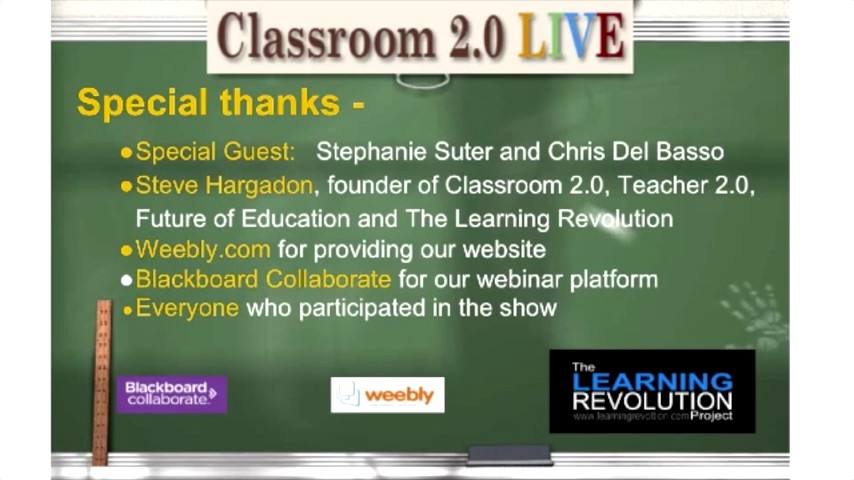 Classroom 2.0 LIVE
Special thanks -
•Special Guest: Stephanie Suter and Chris Del Basso
•Steve Hargadon, founder of Classroom 2.0, Teacher 2.0,
Future of Education and The Learning Revolution
•Weebly.com for providing our website
•Blackboard Collaborate for our webinar platform
•Everyone who participated in the show
Blackboard
collaborate
weebly
The
LEARNING
REVOLUTION
www.learningrevolution.com Project